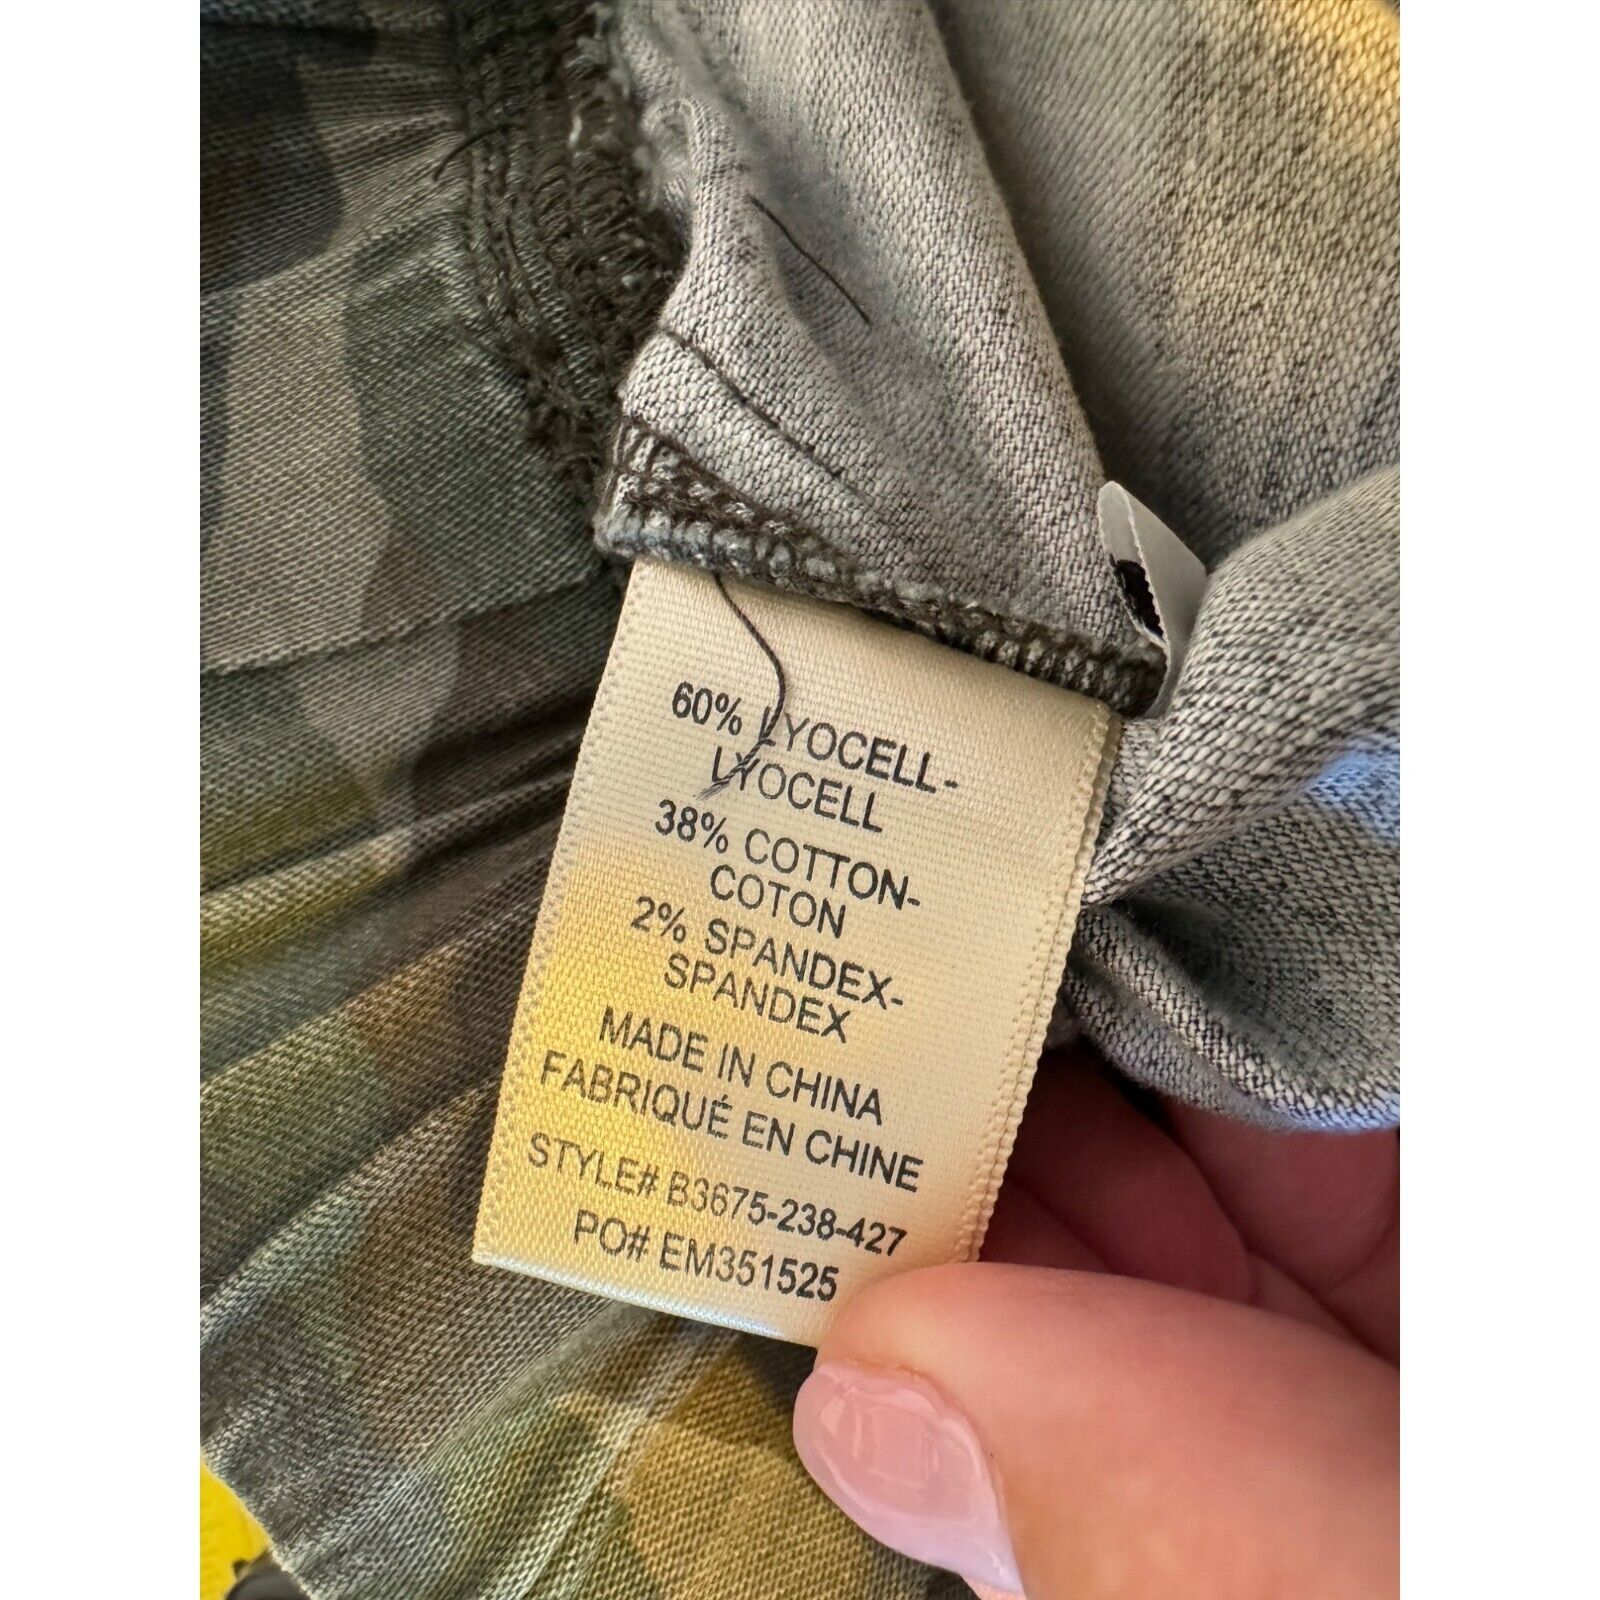 60% LYOCELL-
LYOCELL
38% COTTON-
COTON
2% SPANDEX-
SPANDEX
MADE IN CHINA
FABRIQUÉ EN CHINE
STYLE# B3675-238-427
PO# EM351525